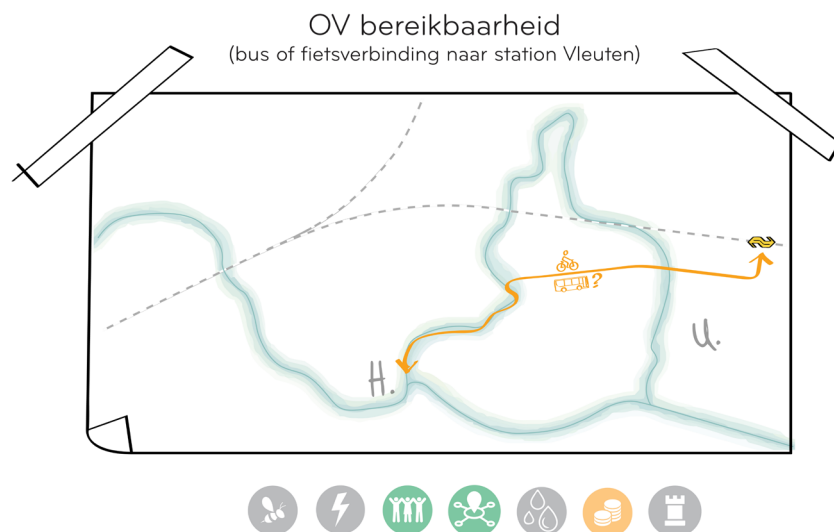 OV bereikbaarheid
(bus of fietsverbinding naar station Vleuten)
?
U.
H.